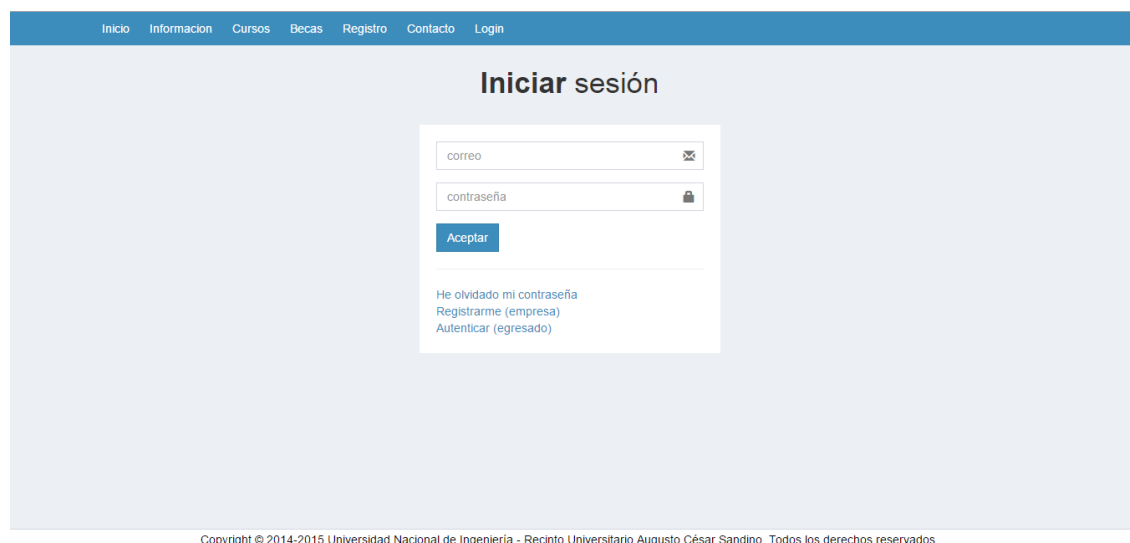 Inicio Informacion Cursos Becas Registro Contacto Login
Iniciar sesión
correo
contraseña
Aceptar
He olvidado mi contraseña
Registrarme (empresa)
Autenticar (egresado)
Copyright © 2014-2015 Universidad Nacional de Ingeniería - Recinto Universitario Augusto César Sandino. Todos los derechos reservados